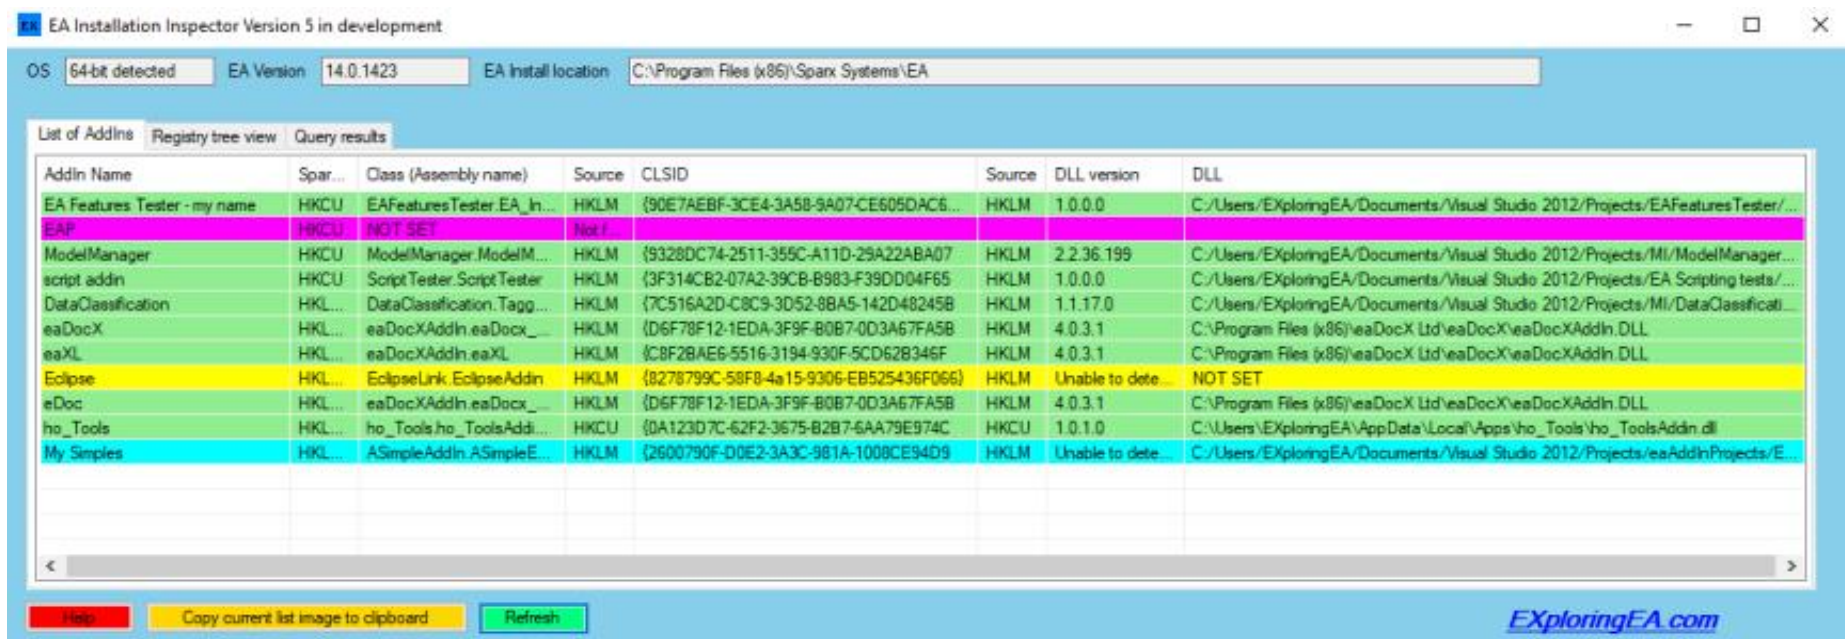 EX EA Installation Inspector Version 5 in development
OS 64-bit detected EA Version 14.0.1423 EA Install location C:\Program Files (x86)\Sparx Systems\EA
List of AddIns Registry tree view Query results
AddIn Name Spar... Class (Assembly name) Source CLSID Source DLL version DLL
EA Features Tester - my name HKCU EAFeaturesTester.EA_In... HKLM {90E7AEBF-3CE4-3A58-9A07-CE605DAC6... HKLM 1.0.0.0 C:/Users/EXploringEA/Documents/Visual Studio 2012/Projects/EAFeaturesTester/...
EAP HKCU NOT SET Not f...
ModelManager HKCU ModelManager.ModelM... HKLM {9328DC74-2511-355C-A11D-29A22ABA07 HKLM 2.2.36.199 C:/Users/EXploringEA/Documents/Visual Studio 2012/Projects/MI/ModelManager...
script addin HKCU ScriptTester.ScriptTester HKLM {3F314CB2-07A2-39CB-B983-F39DD04F65 HKLM 1.0.0.0 C:/Users/EXploringEA/Documents/Visual Studio 2012/Projects/EA Scripting tests/...
DataClassification HKL... DataClassification.Tagg... HKLM {7C516A2D-C8C9-3D52-8BA5-142D48245B HKLM 1.1.17.0 C:/Users/EXploringEA/Documents/Visual Studio 2012/Projects/MI/DataClassificati...
eaDocX HKL... eaDocXAddIn.eaDocx_... HKLM {D6F78F12-1EDA-3F9F-B0B7-0D3A67FA5B HKLM 4.0.3.1 C:\Program Files (x86)\eaDocX Ltd\eaDocX\eaDocXAddIn.DLL
eaXL HKL... eaDocXAddIn.eaXL HKLM {C8F2BAE6-5516-3194-930F-5CD62B346F HKLM 4.0.3.1 C:\Program Files (x86)\eaDocX Ltd\eaDocX\eaDocXAddIn.DLL
Eclipse HKL... EclipseLink.EclipseAddin HKLM {8278799C-58F8-4a15-9306-EB525436F066} HKLM Unable to dete... NOT SET
eDoc HKL... eaDocXAddIn.eaDocx_... HKLM {D6F78F12-1EDA-3F9F-B0B7-0D3A67FA5B HKLM 4.0.3.1 C:\Program Files (x86)\eaDocX Ltd\eaDocX\eaDocXAddIn.DLL
ho_Tools HKL... ho_Tools.ho_ToolsAddi... HKCU {0A123D7C-62F2-3675-B2B7-6AA79E974C HKCU 1.0.1.0 C:\Users\EXploringEA\AppData\Local\Apps\ho_Tools\ho_ToolsAddin.dll
My Simples HKL... ASimpleAddIn.ASimpleE... HKLM {2600790F-D0E2-3A3C-981A-1008CE94D9 HKLM Unable to dete... C:/Users/EXploringEA/Documents/Visual Studio 2012/Projects/eaAddInProjects/E...
Help Copy current list image to clipboard Refresh EXploringEA.com